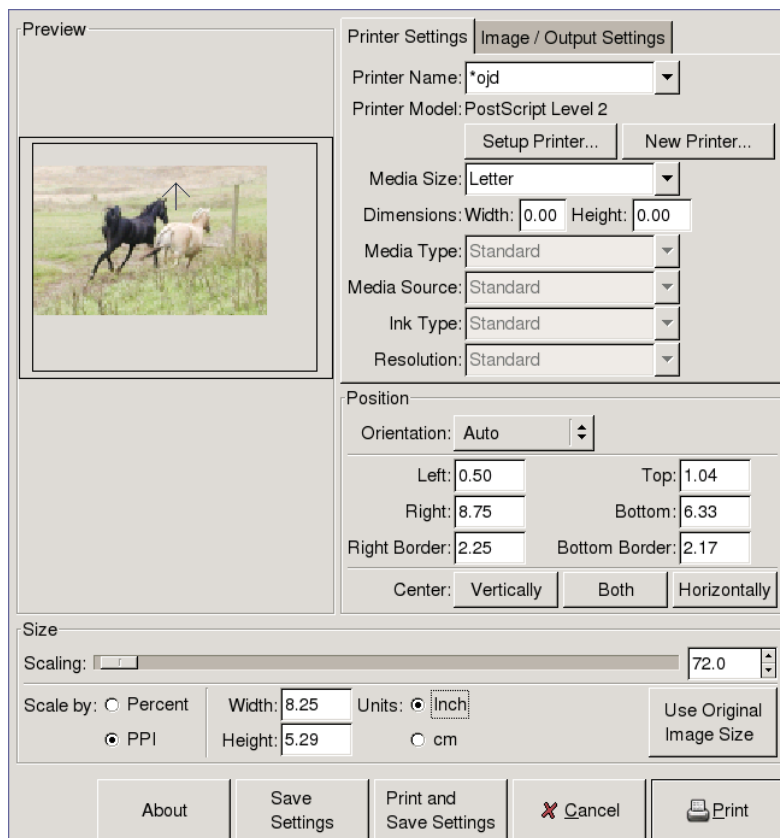 Preview
Printer Settings
Image / Output Settings
Printer Name: *ojd
Printer Model: PostScript Level 2
Setup Printer...
New Printer...
Media Size: Letter
Dimensions: Width: 0.00 Height: 0.00
Media Type: Standard
Media Source: Standard
Ink Type: Standard
Resolution: Standard
Position
Orientation: Auto
Left: 0.50 Top: 1.04
Right: 8.75 Bottom: 6.33
Right Border: 2.25 Bottom Border: 2.17
Center: Vertically Both Horizontally
Size
Scaling: 72.0
Scale by: Percent
PPI
Width: 8.25
Height: 5.29
Units: Inch
cm
Use Original
Image Size
About
Save
Settings
Print and
Save Settings
Cancel
Print